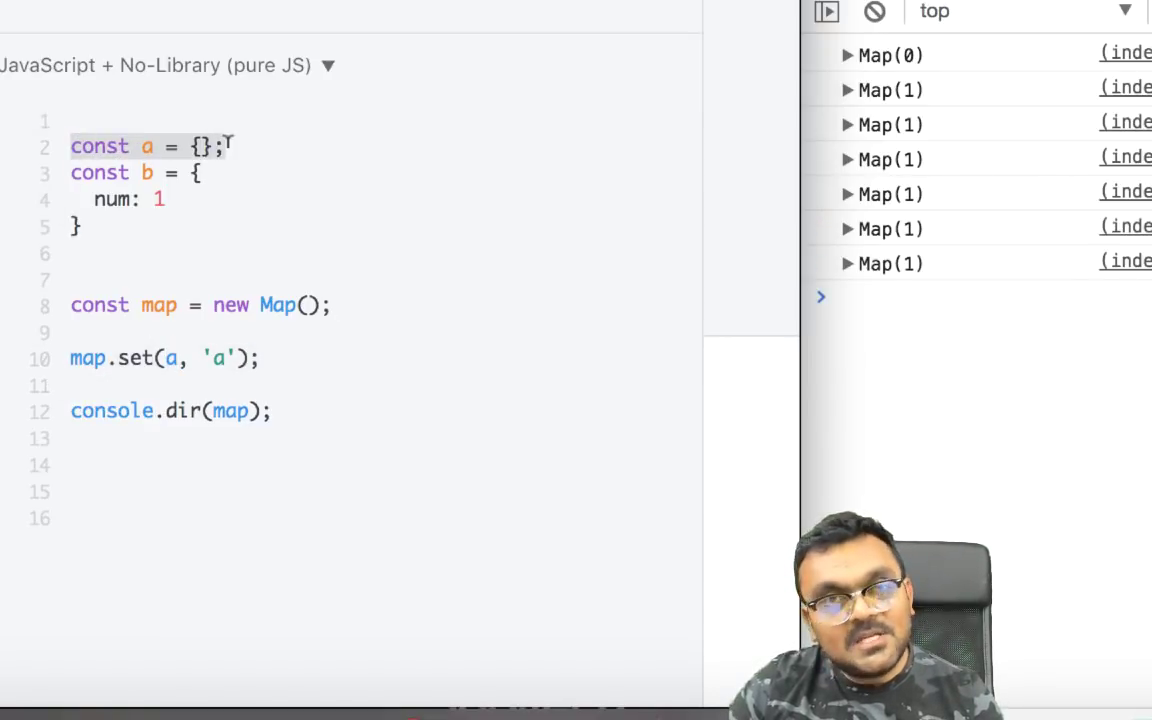 top ▼
JavaScript + No-Library (pure JS) ▼
1
2 const a = {};
3 const b = {
4 num: 1
5 }
6
7
8 const map = new Map();
9
10 map.set(a, 'a');
11
12 console.dir(map);
13
14
15
16
▶ Map(0) (inde
▶ Map(1) (inde
▶ Map(1) (inde
▶ Map(1) (inde
▶ Map(1) (inde
▶ Map(1) (inde
▶ Map(1) (inde
>